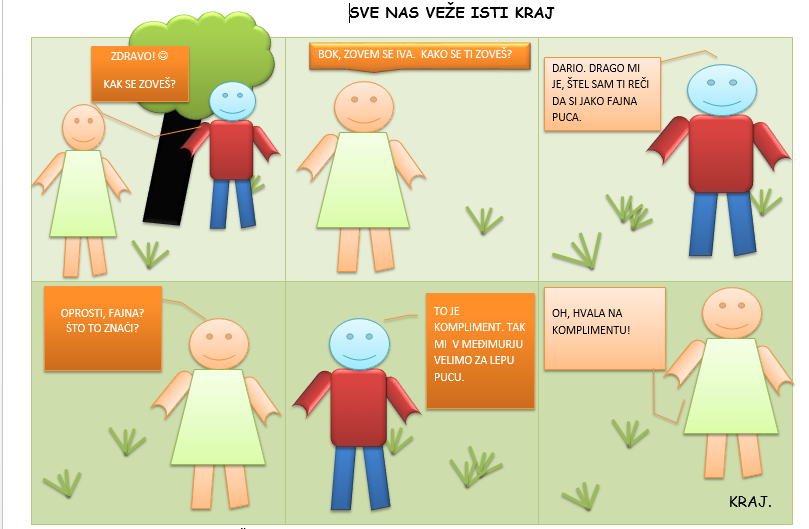 SVE NAS VEŽE ISTI KRAJ
ZDRAVO! ☺
KAK SE ZOVEŠ?
BOK, ZOVEM SE IVA. KAKO SE TI ZOVEŠ?
DARIO. DRAGO MI
JE, ŠTEL SAM TI REČI
DA SI JAKO FAJNA
PUCA.
OPROSTI, FAJNA?
ŠTO TO ZNAČI?
TO JE
KOMPLIMENT. TAK
MI V MEĐIMURJU
VELIMO ZA LEPU
PUCU.
OH, HVALA NA
KOMPLIMENTU!
KRAJ.